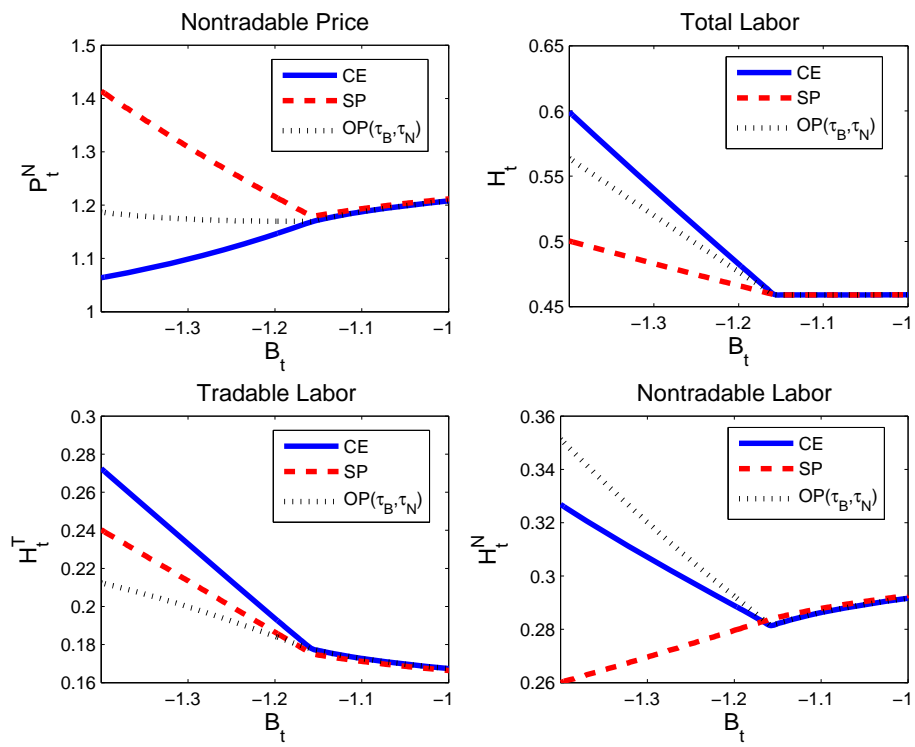 Nontradable Price
1.5
1.4
1.3
1.2
1.1
1
P_t^N
−1.3 −1.2 −1.1 −1
B_t
CE
SP
OP(τ_B,τ_N)
Total Labor
0.65
0.6
0.55
0.5
0.45
H_t
−1.3 −1.2 −1.1 −1
B_t
CE
SP
OP(τ_B,τ_N)
Tradable Labor
0.3
0.28
0.26
0.24
0.22
0.2
0.18
0.16
H_t^T
−1.3 −1.2 −1.1 −1
B_t
CE
SP
OP(τ_B,τ_N)
Nontradable Labor
0.36
0.34
0.32
0.3
0.28
0.26
H_t^N
−1.3 −1.2 −1.1 −1
B_t
CE
SP
OP(τ_B,τ_N)